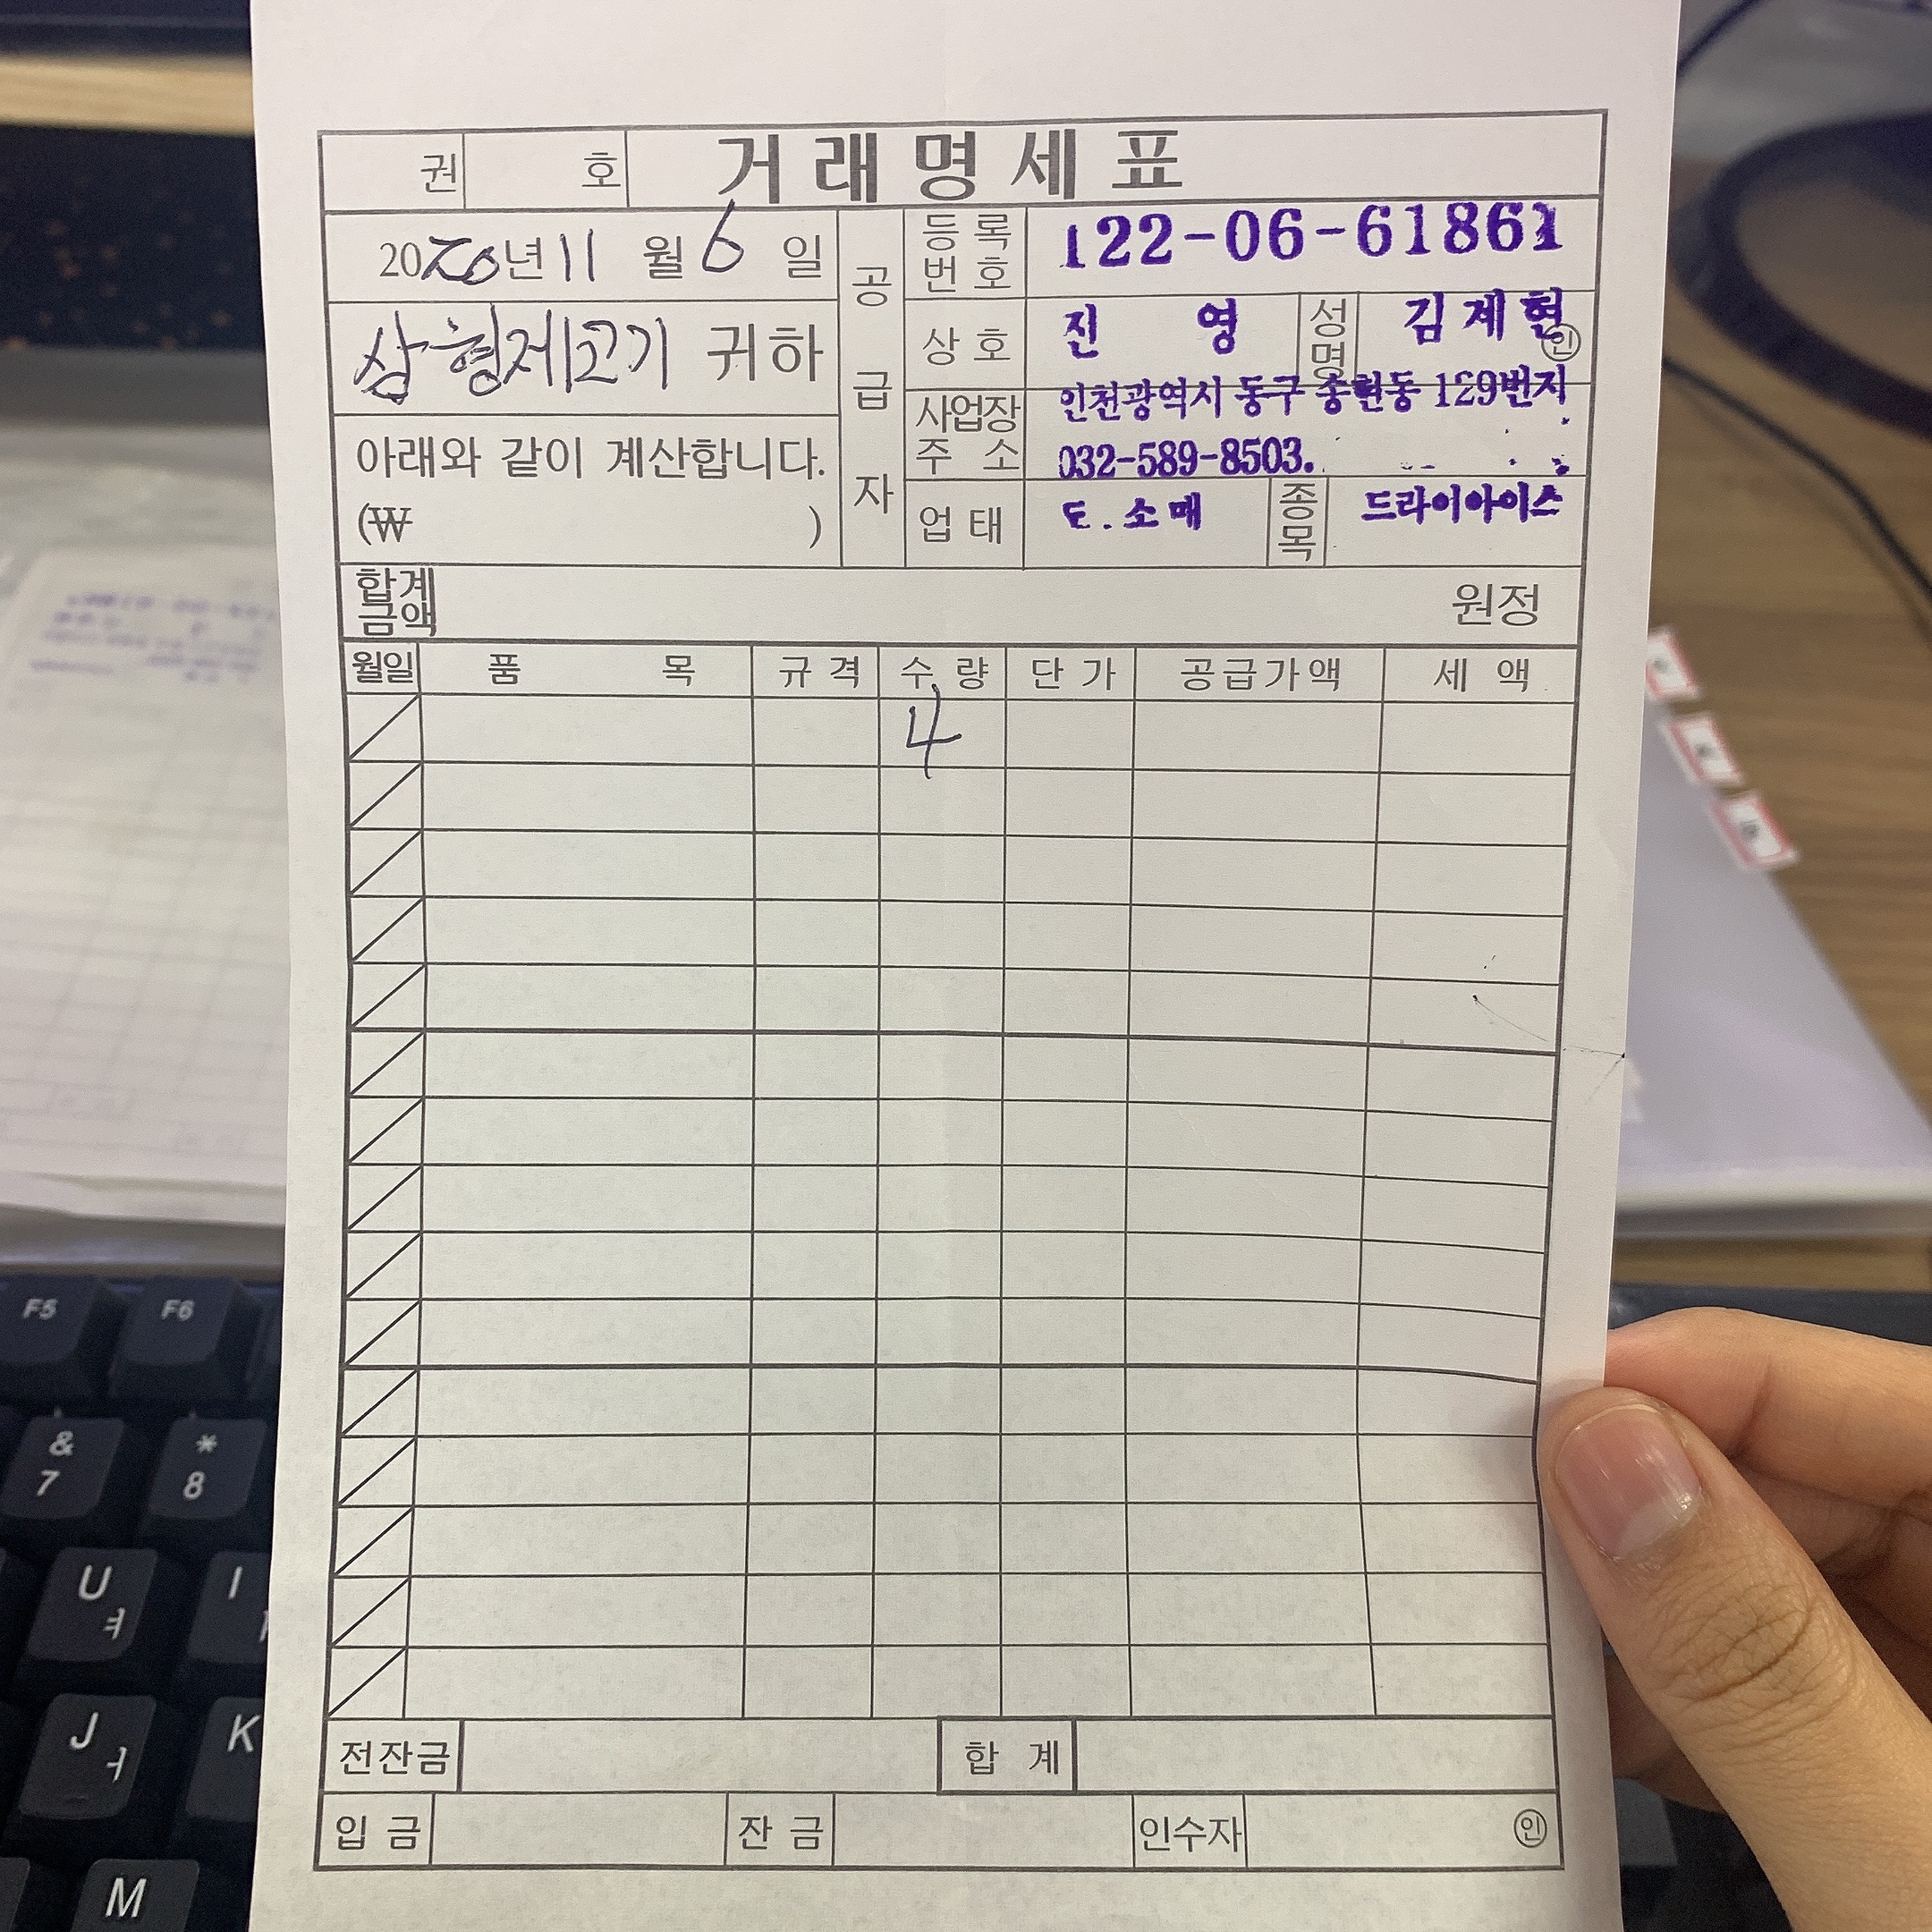 권 호 거래명세표
2020년 11월 6일
삼형제고기 귀하
아래와 같이 계산합니다.
(₩ )
공급자
등록번호 122-06-61861
상호 진 영 성명 김계현 ㊞
사업장주소 인천광역시 동구 송현동 129번지
032-589-8503.
업태 도.소매 종목 드라이아이스
합계금액 원정
월일 품 목 규격 수량 단가 공급가액 세액
4
전잔금 합 계
입금 잔금 인수자 ㊞
F5 F6
& *
7 8
U I
ㅕ ㅑ
J K
ㅓ
M